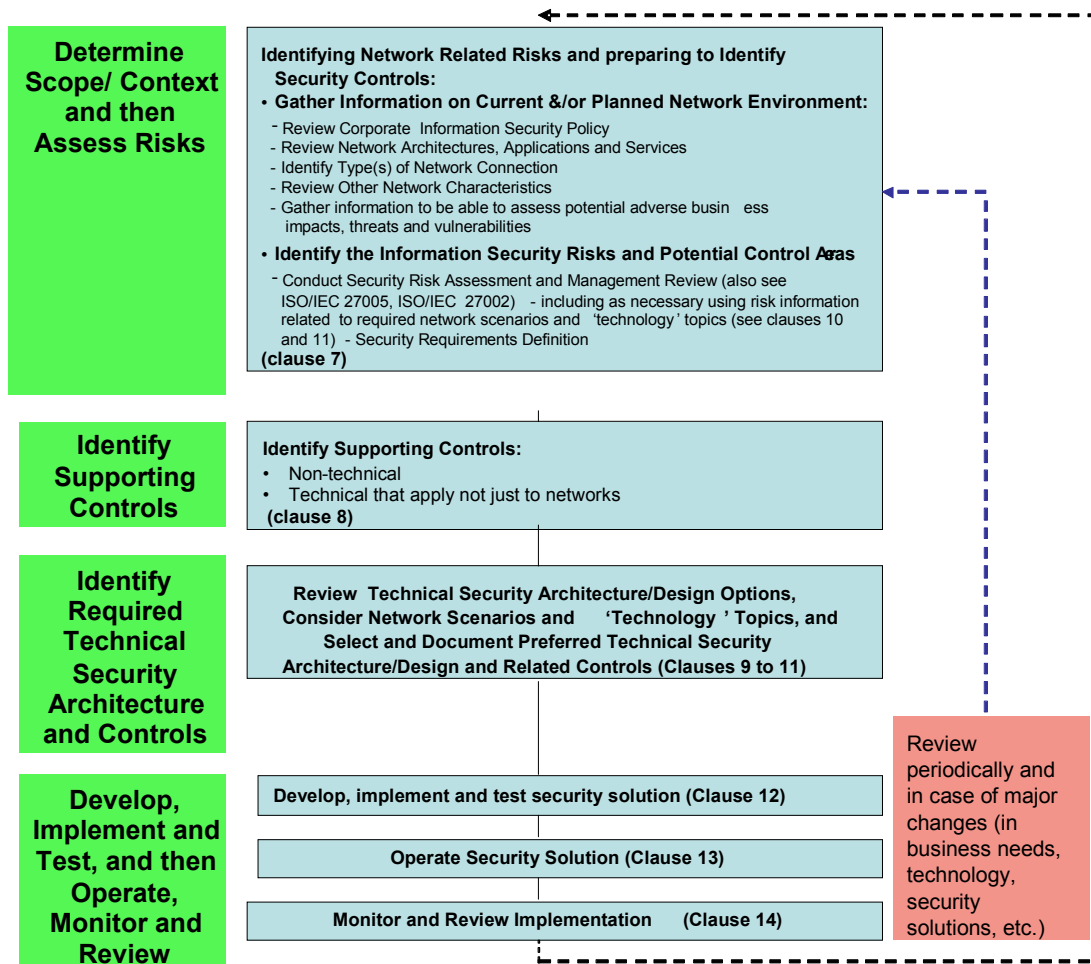 Determine
Scope/ Context
and then
Assess Risks
Identifying Network Related Risks and preparing to Identify
Security Controls:
• Gather Information on Current &/or Planned Network Environment:
- Review Corporate Information Security Policy
- Review Network Architectures, Applications and Services
- Identify Type(s) of Network Connection
- Review Other Network Characteristics
- Gather information to be able to assess potential adverse busin ess
impacts, threats and vulnerabilities
• Identify the Information Security Risks and Potential Control Areas
- Conduct Security Risk Assessment and Management Review (also see
ISO/IEC 27005, ISO/IEC 27002) - including as necessary using risk information
related to required network scenarios and ‘technology’ topics (see clauses 10
and 11) - Security Requirements Definition
(clause 7)
Identify
Supporting
Controls
Identify Supporting Controls:
• Non-technical
• Technical that apply not just to networks
(clause 8)
Identify
Required
Technical
Security
Architecture
and Controls
Review Technical Security Architecture/Design Options,
Consider Network Scenarios and ‘Technology ’ Topics, and
Select and Document Preferred Technical Security
Architecture/Design and Related Controls (Clauses 9 to 11)
Develop,
Implement and
Test, and then
Operate,
Monitor and
Review
Develop, implement and test security solution (Clause 12)
Operate Security Solution (Clause 13)
Monitor and Review Implementation (Clause 14)
Review
periodically and
in case of major
changes (in
business needs,
technology,
security
solutions, etc.)